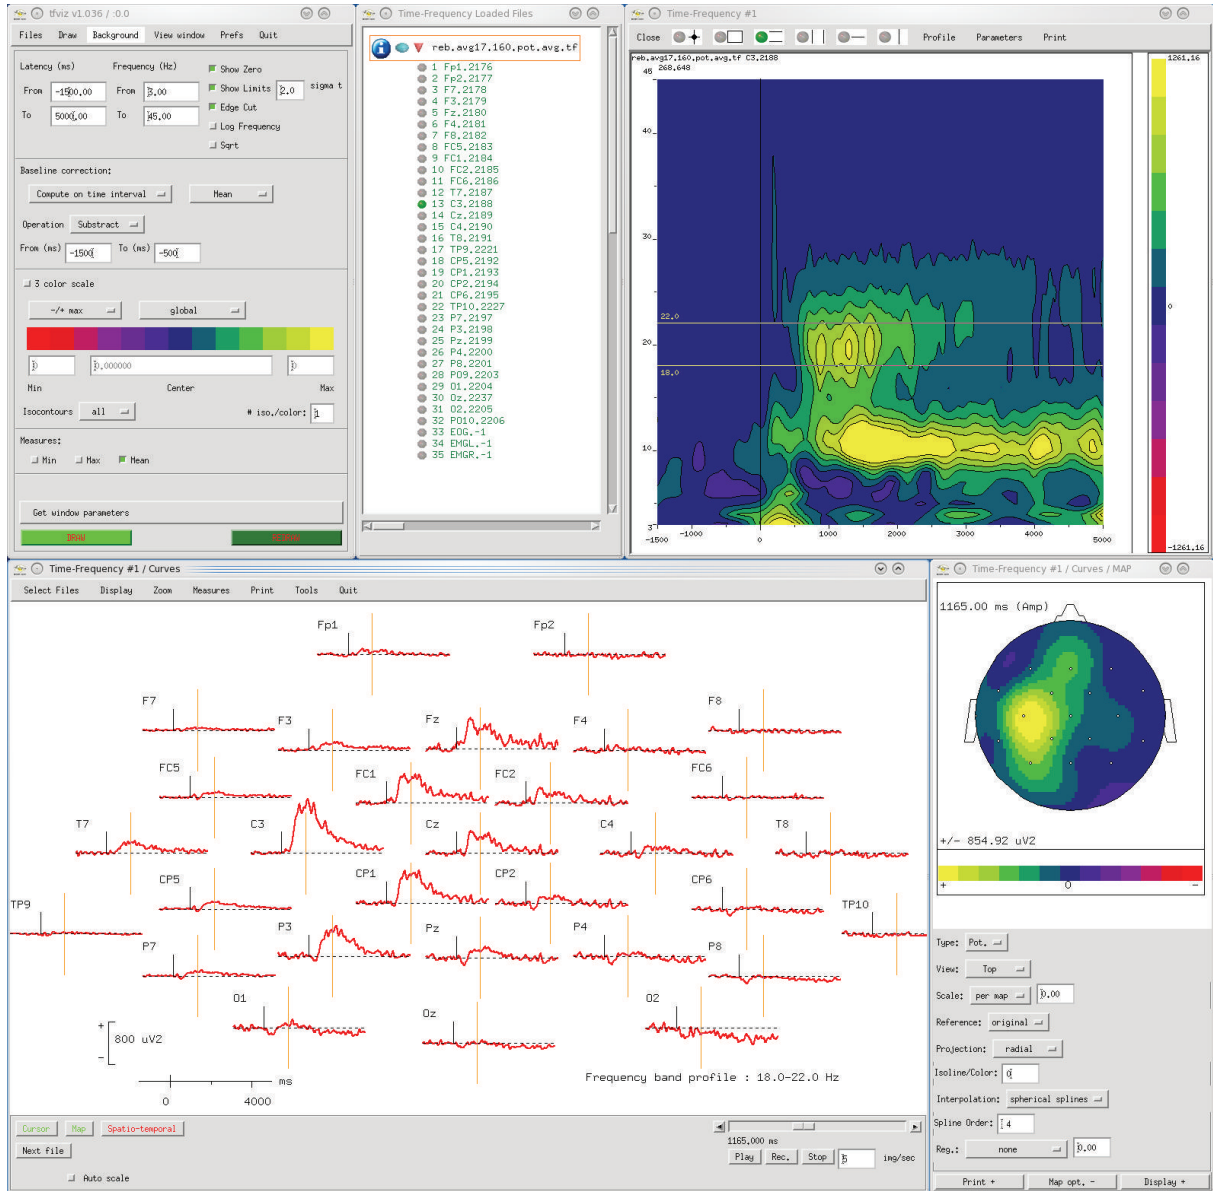 tfviz v1.036 / :0.0
Files Draw Background View window Prefs Quit
Latency (ms) Frequency (Hz) Show Zero
From -1500.00 From 3.00 Show Limits 2.0 sigma t
To 5000.00 To 45.00 Edge Cut
Log Frequency
Sqrt
Baseline correction:
Compute on time interval Mean
Operation Substract
From (ms) -1500 To (ms) -500
3 color scale
-/+ max global
0 0.000000 0
Min Center Max
Isocontours all # iso./color: 1
Measures:
Min Max Mean
Get window parameters
DRAW
Time-Frequency Loaded Files
reb.avg17.160.pot.avg.tf
1 Fp1.2176
2 Fp2.2177
3 F7.2178
4 F3.2179
5 Fz.2180
6 F4.2181
7 F8.2182
8 FC5.2183
9 FC1.2184
10 FC2.2185
11 FC6.2186
12 T7.2187
13 C3.2188
14 Cz.2189
15 C4.2190
16 T8.2191
17 TP9.2221
18 CP5.2192
19 CP1.2193
20 CP2.2194
21 CP6.2195
22 TP10.2227
23 P7.2197
24 P3.2198
25 Pz.2199
26 P4.2200
27 P8.2201
28 PO9.2203
29 O1.2204
30 Oz.2237
31 O2.2205
32 PO10.2206
33 EOG.-1
34 EMGL.-1
35 EMGR.-1
Time-Frequency #1
Close Profile Parameters Print
reb.avg17.160.pot.avg.tf C3.2188
45 268.648
40
30
22.0
20
18.0
10
3
-1500 -1000 0 1000 2000 3000 4000 5000
1261.16
0
-1261.16
Time-Frequency #1 / Curves
Select Files Display Zoom Measures Print Tools Quit
Fp1 Fp2
F7 F3 Fz F4 F8
FC5 FC1 FC2 FC6
T7 C3 Cz C4 T8
CP5 CP1 CP2 CP6
TP9 TP10
P7 P3 Pz P4 P8
O1 Oz O2
+
800 uV2
-
ms
0 4000
Frequency band profile : 18.0-22.0 Hz
Cursor Map Spatio-temporal
Next file
Auto scale
1165.000 ms
Play Rec. Stop 5 img/sec
Time-Frequency #1 / Curves / MAP
1165.00 ms (Amp)
+/- 854.92 uV2
+ 0 -
Type: Pot.
View: Top
Scale: per map 0.00
Reference: original
Projection: radial
Isoline/Color: 0
Interpolation: spherical splines
Spline Order: 4
Reg.: none 0.00
Print + Map opt. - Display +